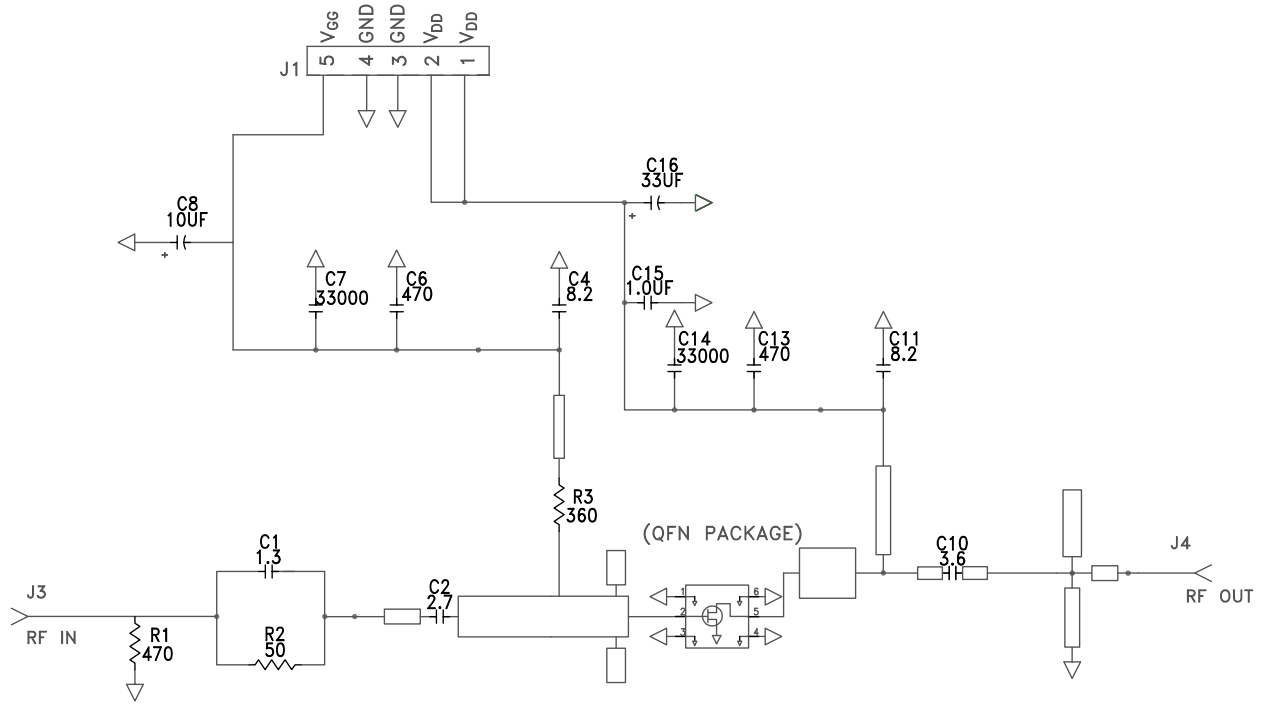 VGG GND GND VDD VDD
5 4 3 2 1
J1
C16
33UF
+
C8
10UF
+
C7
33000
C6
470
C4
8.2
C15
1.0UF
C14
33000
C13
470
C11
8.2
R3
360
(QFN PACKAGE)
C1
1.3
C10
3.6
J4
RF OUT
J3
RF IN
R1
470
R2
50
C2
2.7
1
2
3
6
5
4